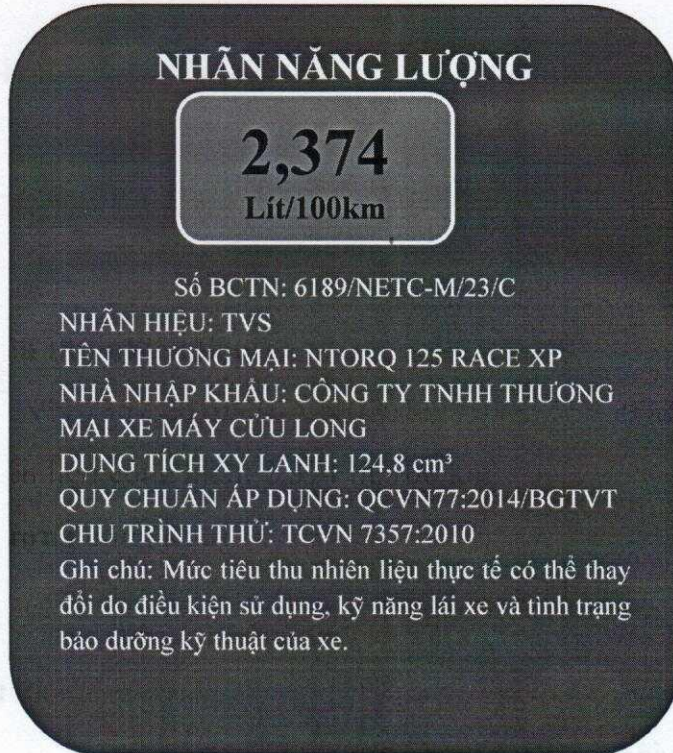 NHÃN NĂNG LƯỢNG
2,374
Lít/100km
Số BCTN: 6189/NETC-M/23/C
NHÃN HIỆU: TVS
TÊN THƯƠNG MẠI: NTORQ 125 RACE XP
NHÀ NHẬP KHẨU: CÔNG TY TNHH THƯƠNG
MẠI XE MÁY CỬU LONG
DUNG TÍCH XY LANH: 124,8 cm³
QUY CHUẨN ÁP DỤNG: QCVN77:2014/BGTVT
CHU TRÌNH THỬ: TCVN 7357:2010
Ghi chú: Mức tiêu thu nhiên liệu thực tế có thể thay
đổi do điều kiện sử dụng, kỹ năng lái xe và tình trạng
bảo dưỡng kỹ thuật của xe.